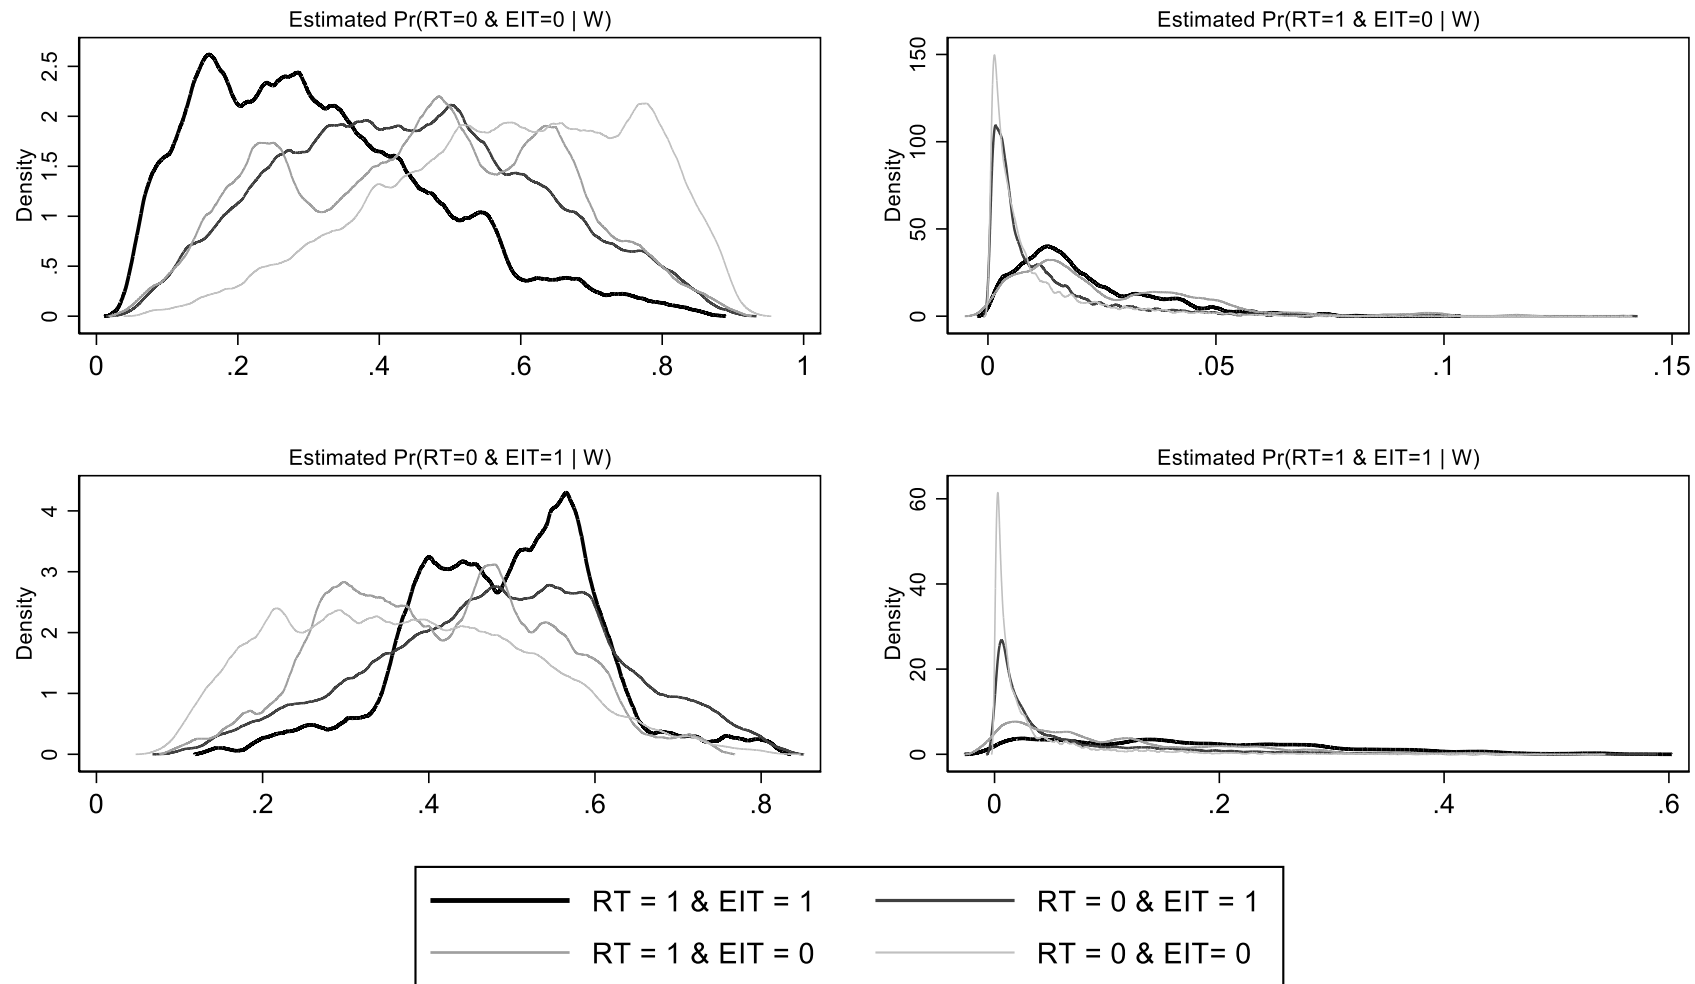 Estimated Pr(RT=0 & EIT=0 | W)
Density
0 .5 1 1.5 2 2.5
0 .2 .4 .6 .8 1
Estimated Pr(RT=1 & EIT=0 | W)
Density
0 50 100 150
0 .05 .1 .15
Estimated Pr(RT=0 & EIT=1 | W)
Density
0 1 2 3 4
0 .2 .4 .6 .8
Estimated Pr(RT=1 & EIT=1 | W)
Density
0 20 40 60
0 .2 .4 .6
RT = 1 & EIT = 1 RT = 0 & EIT = 1
RT = 1 & EIT = 0 RT = 0 & EIT= 0